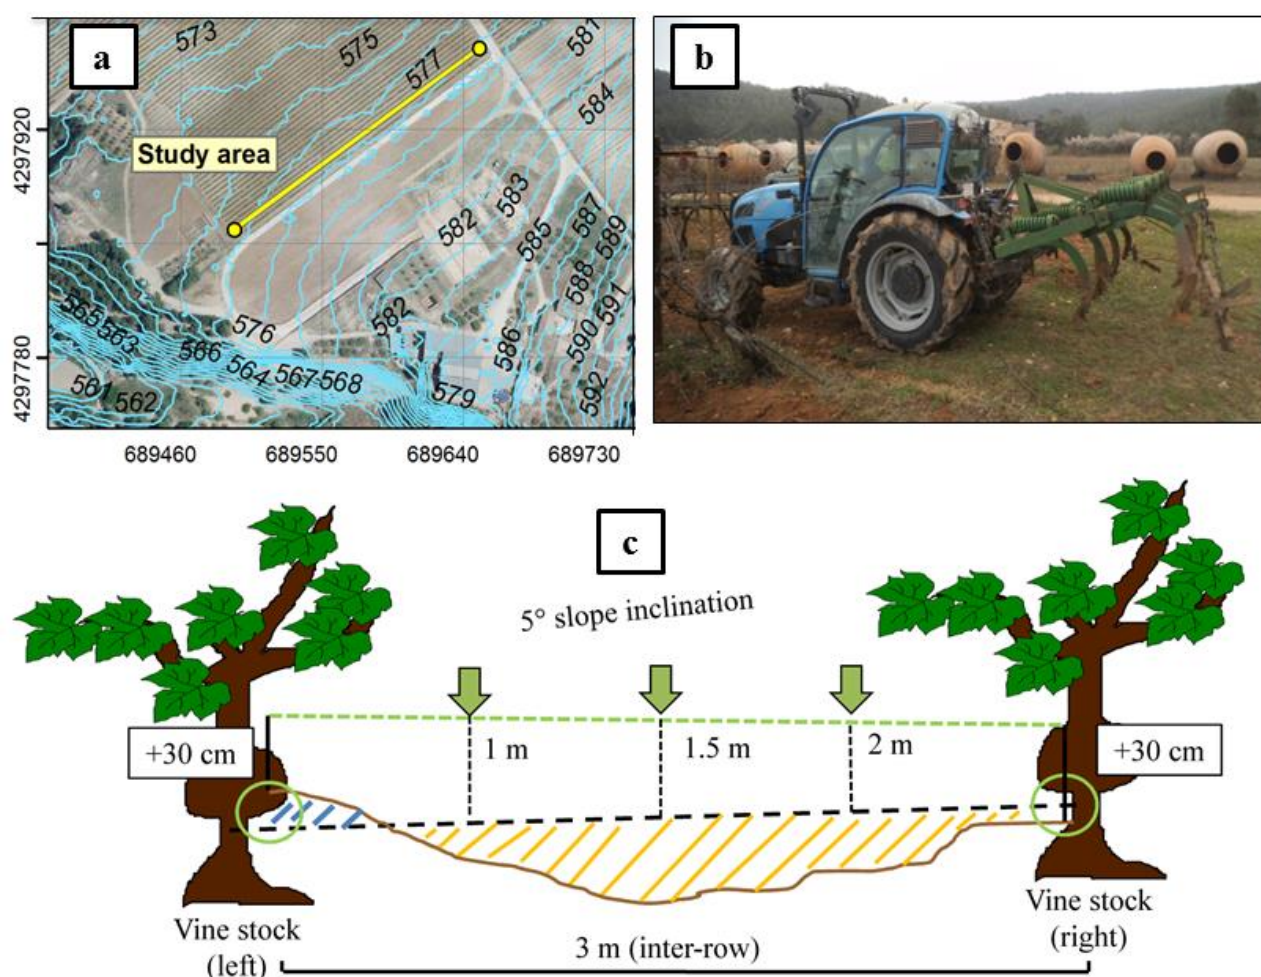 a
573
575
577
581
584
4297920
Study area
583
582
585
587
589
588
591
582
576
565
563
566
564
567
568
586
590
592
561
562
579
4297780
689460
689550
689640
689730
b
c
5° slope inclination
+30 cm
1 m
1.5 m
2 m
+30 cm
Vine stock
(left)
3 m (inter-row)
Vine stock
(right)